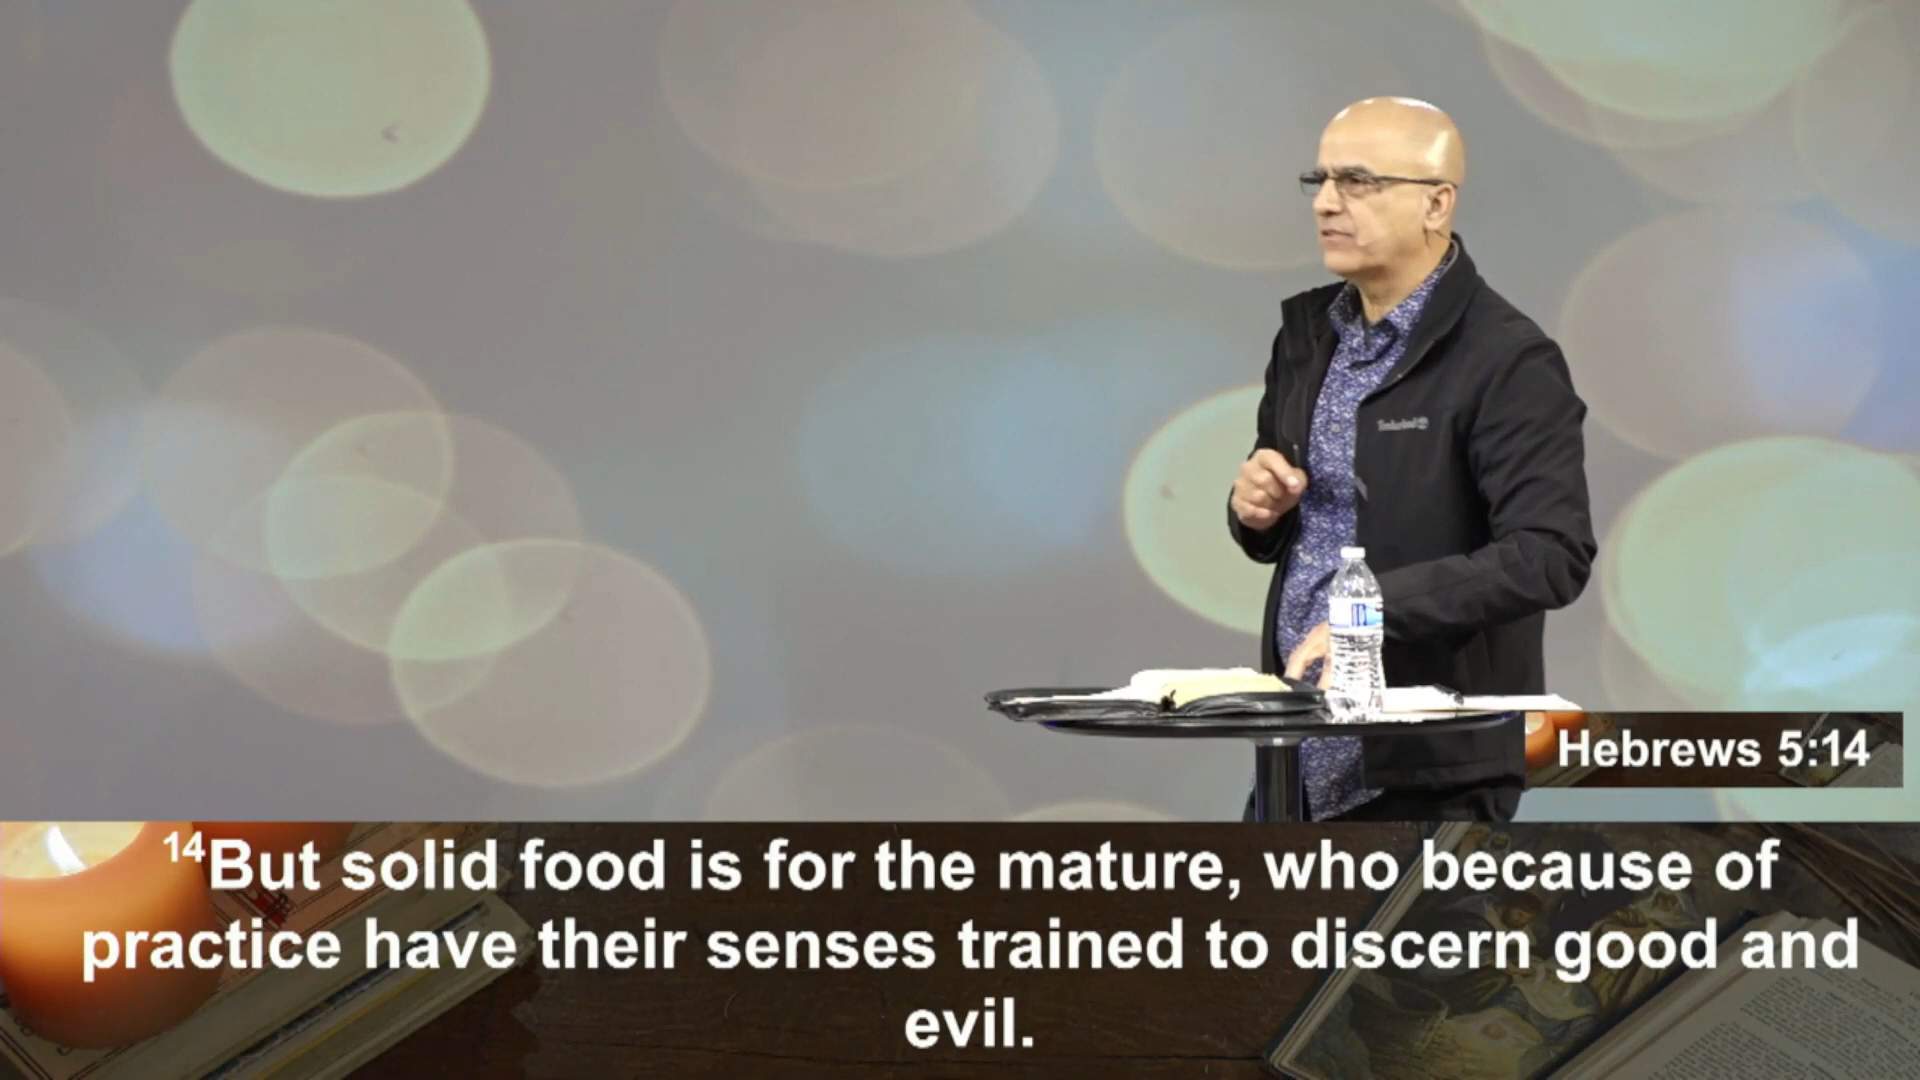 Timberland
Hebrews 5:14
14But solid food is for the mature, who because of
practice have their senses trained to discern good and
evil.